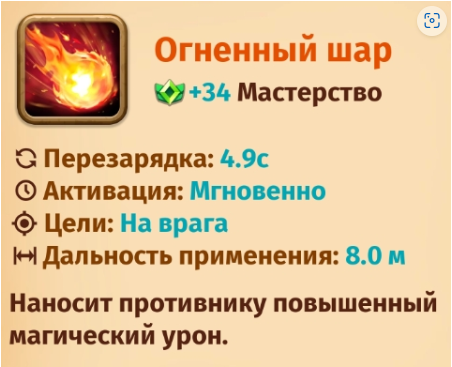 Огненный шар
+34 Мастерство
Перезарядка: 4.9с
Активация: Мгновенно
Цели: На врага
Дальность применения: 8.0 м
Наносит противнику повышенный
магический урон.